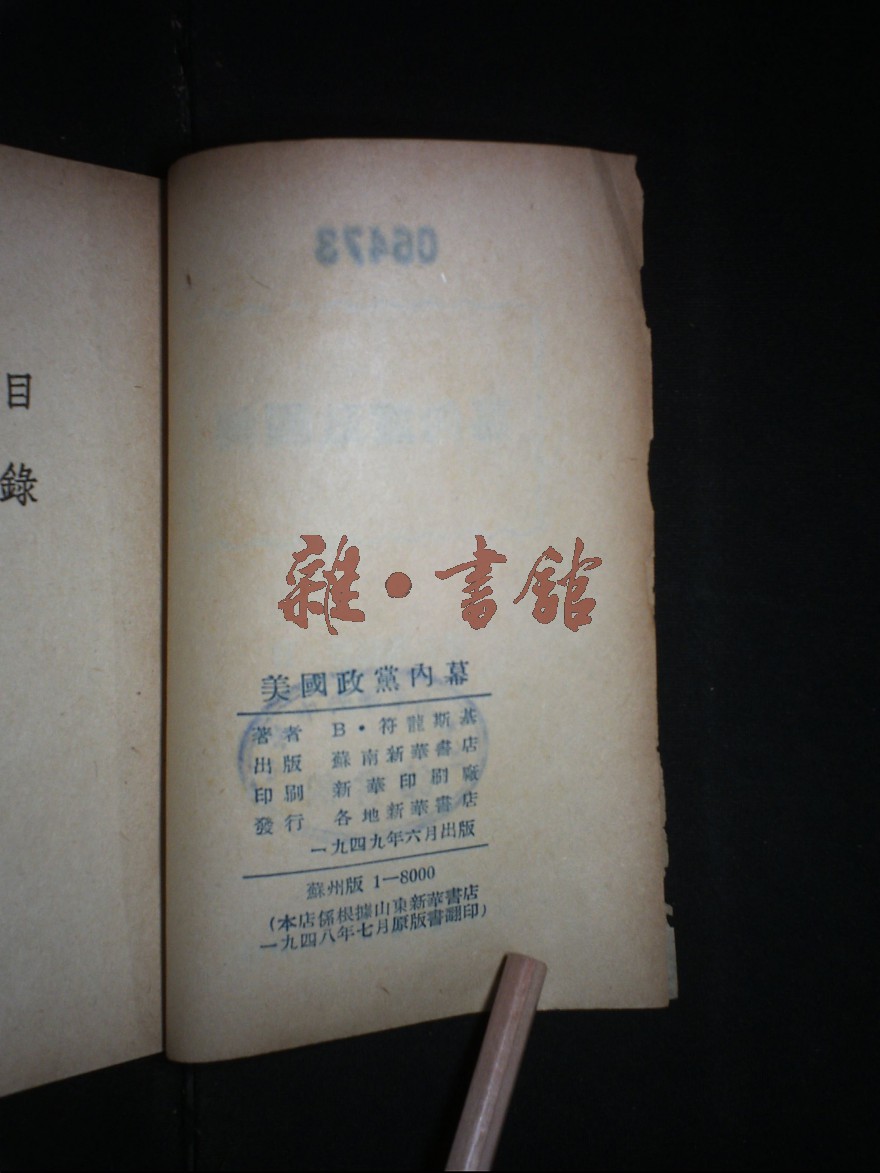 目錄
06473
雜·書館
美國政黨內幕
著者 B·符龍斯基
出版 蘇南新華書店
印刷 新華印刷廠
發行 各地新華書店
一九四九年六月出版
蘇州版 1—8000
(本店係根據山東新華書店
一九四八年七月原版書翻印)